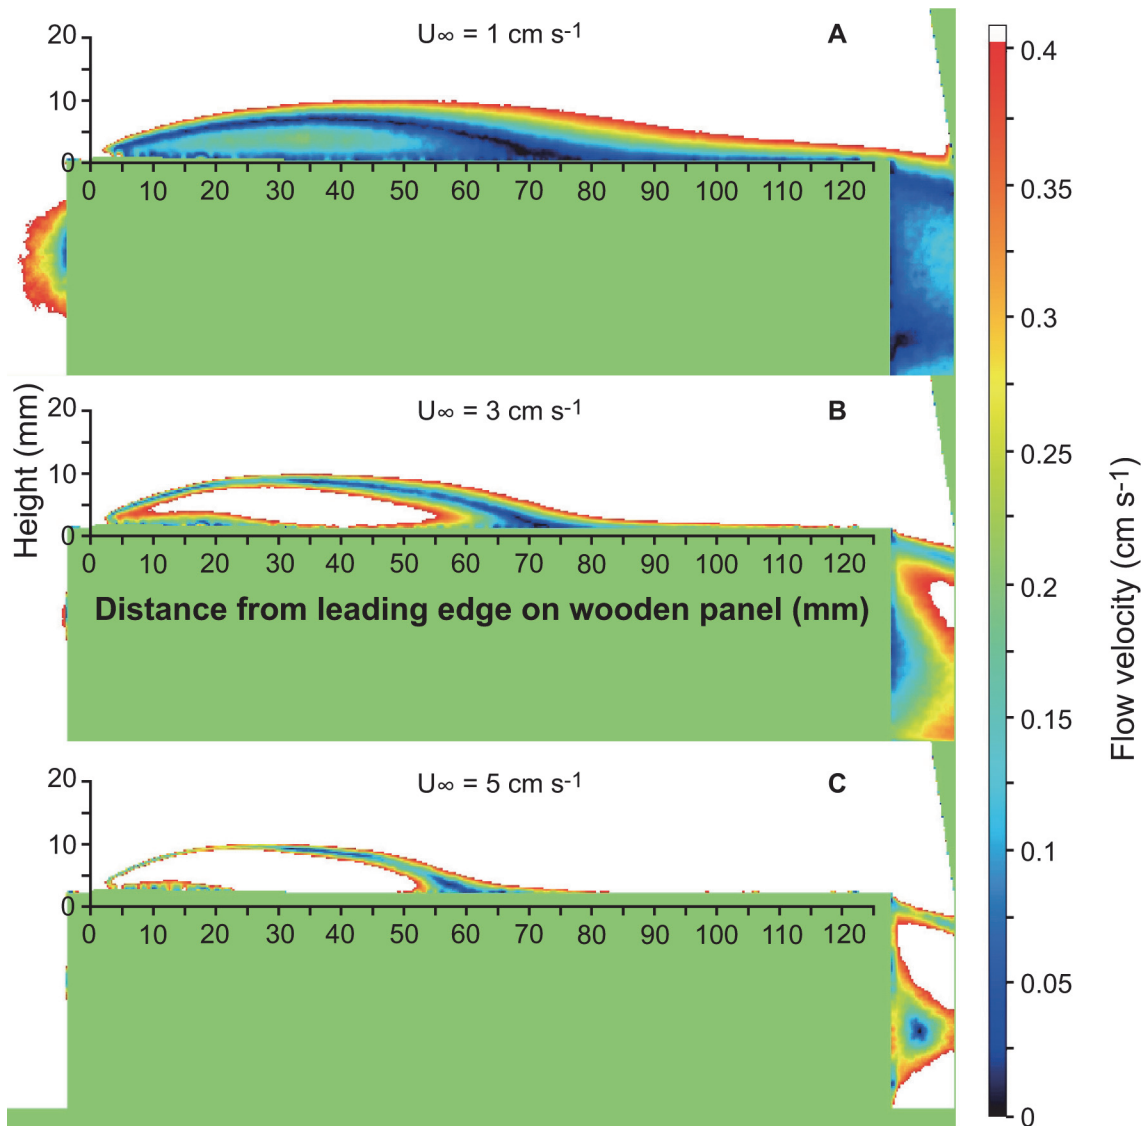 U∞ = 1 cm s-1
A
20
10
0
0 10 20 30 40 50 60 70 80 90 100 110 120
U∞ = 3 cm s-1
B
20
10
0
0 10 20 30 40 50 60 70 80 90 100 110 120
Distance from leading edge on wooden panel (mm)
Height (mm)
U∞ = 5 cm s-1
C
20
10
0
0 10 20 30 40 50 60 70 80 90 100 110 120
0.4
0.35
0.3
0.25
0.2
0.15
0.1
0.05
0
Flow velocity (cm s-1)